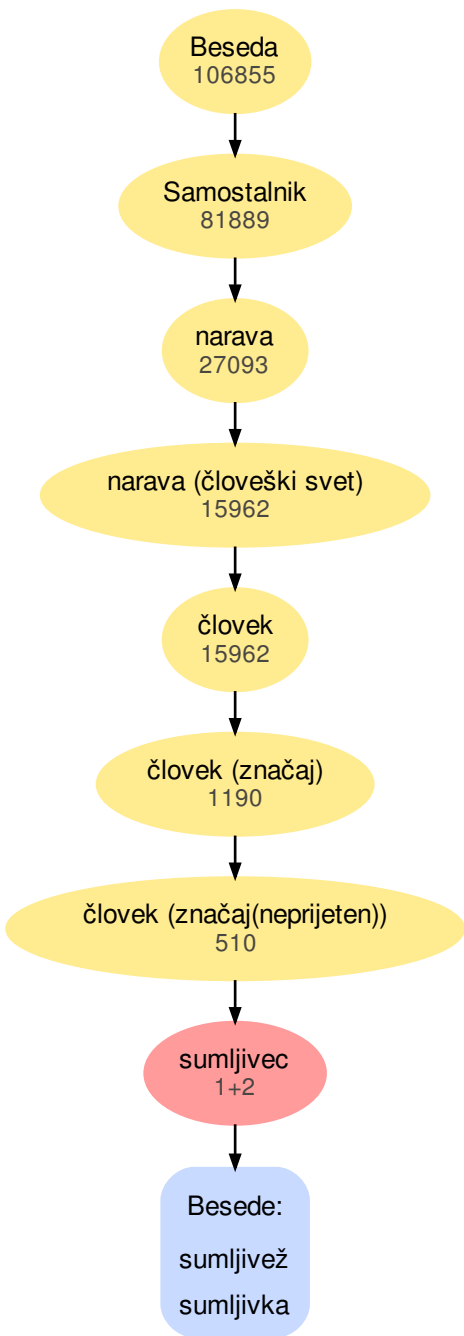 Beseda
106855
Samostalnik
81889
narava
27093
narava (človeški svet)
15962
človek
15962
človek (značaj)
1190
človek (značaj(neprijeten))
510
sumljivec
1+2
Besede:
sumljivež
sumljivka